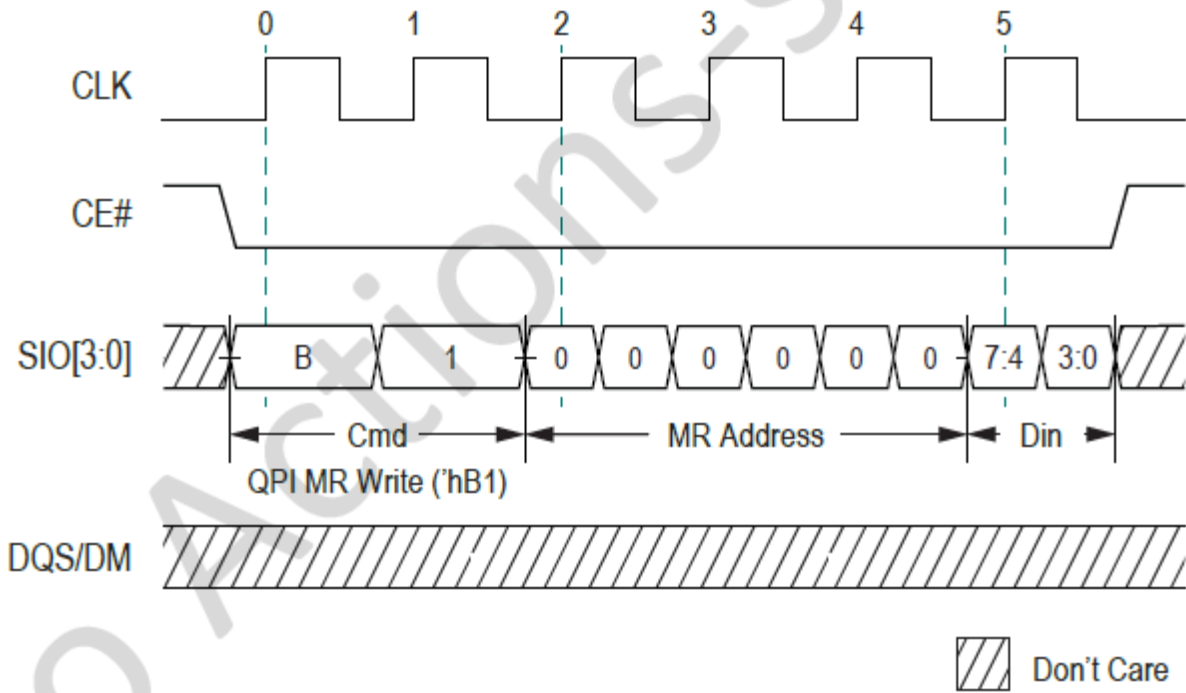 0 1 2 3 4 5
CLK
CE#
SIO[3:0] B 1 0 0 0 0 0 0 7:4 3:0
Cmd MR Address Din
QPI MR Write ('hB1)
DQS/DM
Don't Care
Actions-s